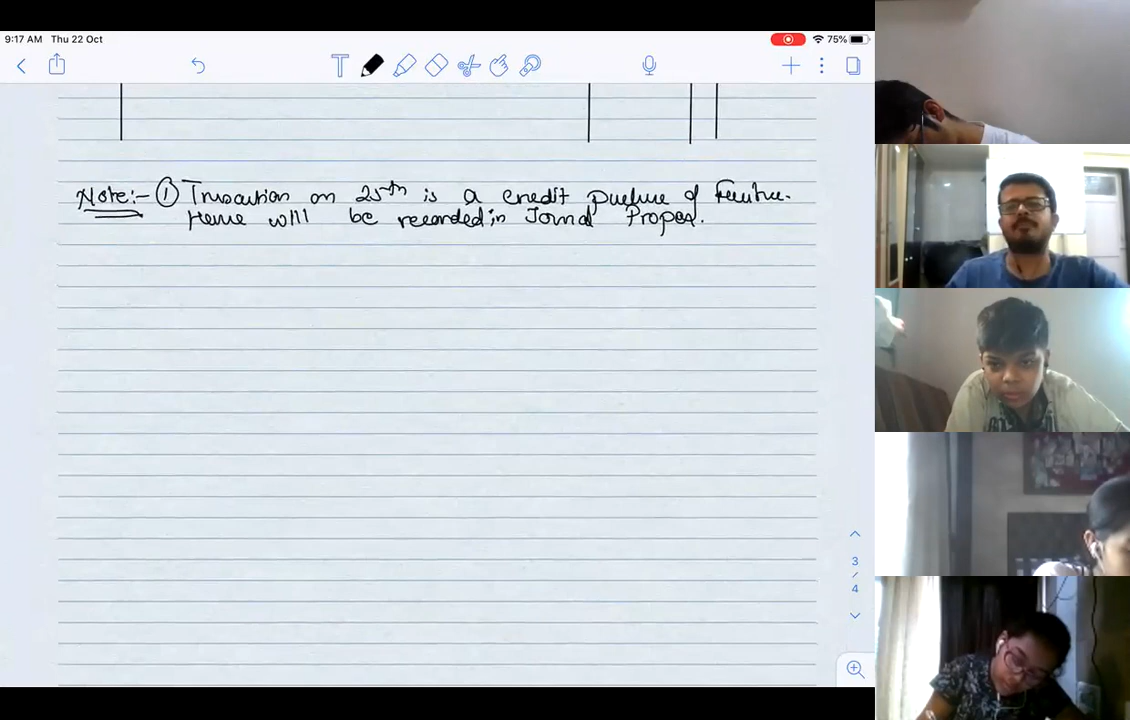 9:17 AM Thu 22 Oct
75%
T
Note:- ① Transaction on 25th is a credit purchase of Furniture.
Hence will be recorded in Journal Proper.
3
/
4